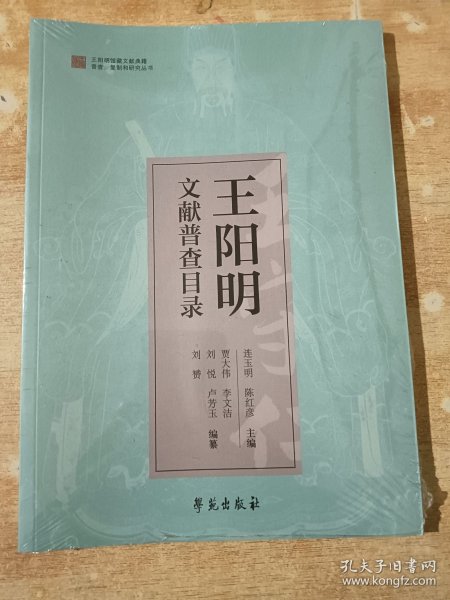 王阳明馆藏文献典籍
普查、复制和研究丛书
王阳明
文献普查目录
连玉明 陈红彦 主编
贾大伟 李文洁
刘悦 卢芳玉 编纂
刘赞
学苑出版社
孔夫子旧书网
www.kongfz.com